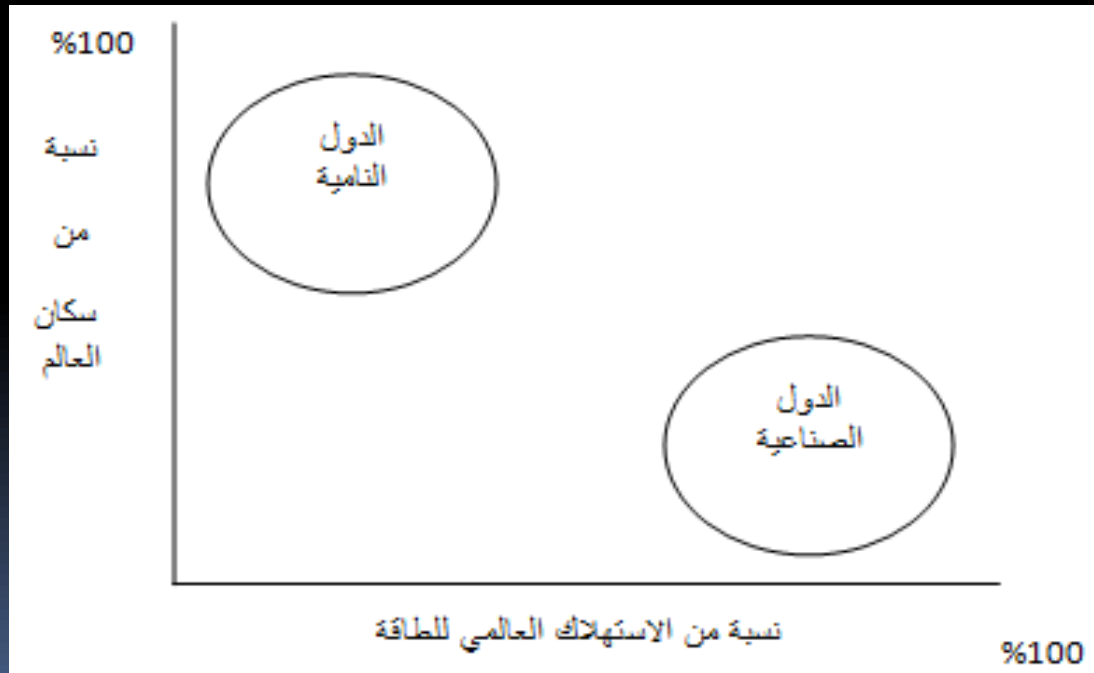 %100
نسبة
من
سكان
العالم
الدول
النامية
الدول
الصناعية
نسبة من الاستهلاك العالمي للطاقة
%100